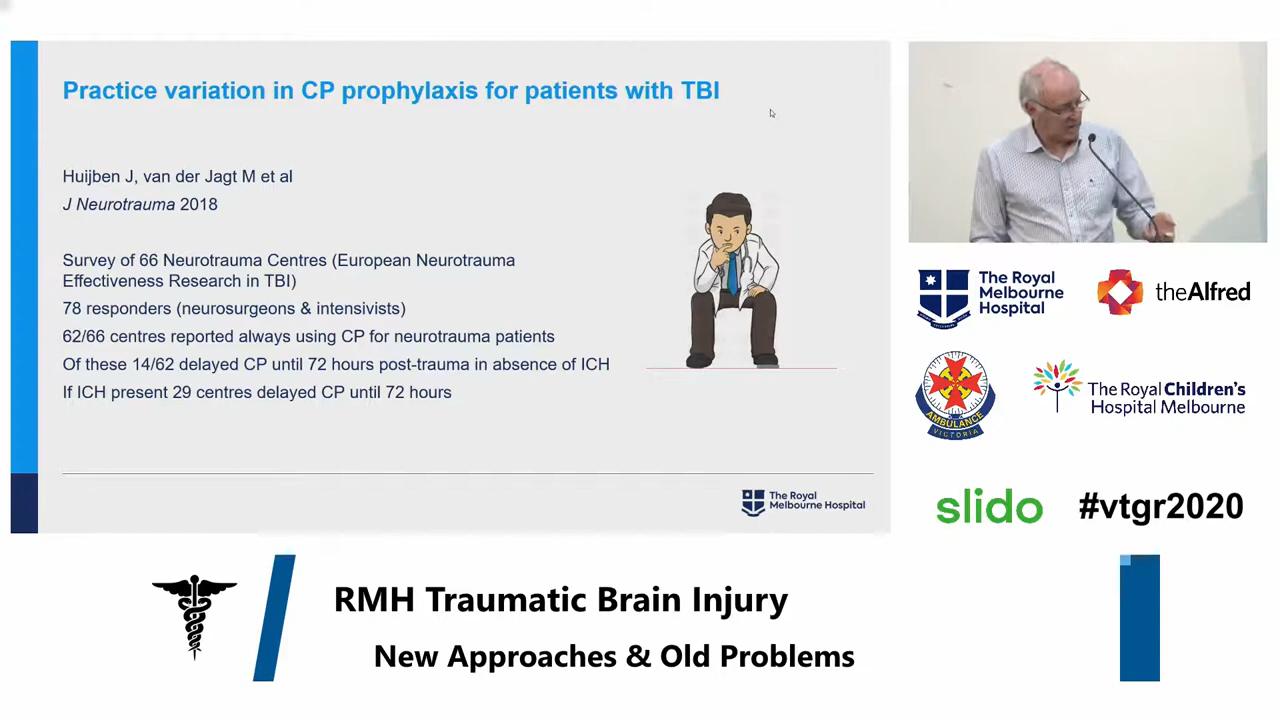 Practice variation in CP prophylaxis for patients with TBI
Huijben J, van der Jagt M et al
J Neurotrauma 2018
Survey of 66 Neurotrauma Centres (European Neurotrauma
Effectiveness Research in TBI)
78 responders (neurosurgeons & intensivists)
62/66 centres reported always using CP for neurotrauma patients
Of these 14/62 delayed CP until 72 hours post-trauma in absence of ICH
If ICH present 29 centres delayed CP until 72 hours
The Royal
Melbourne Hospital
The Royal
Melbourne
Hospital
theAlfred
AMBULANCE
VICTORIA
The Royal Children's
Hospital Melbourne
slido
#vtgr2020
RMH Traumatic Brain Injury
New Approaches & Old Problems